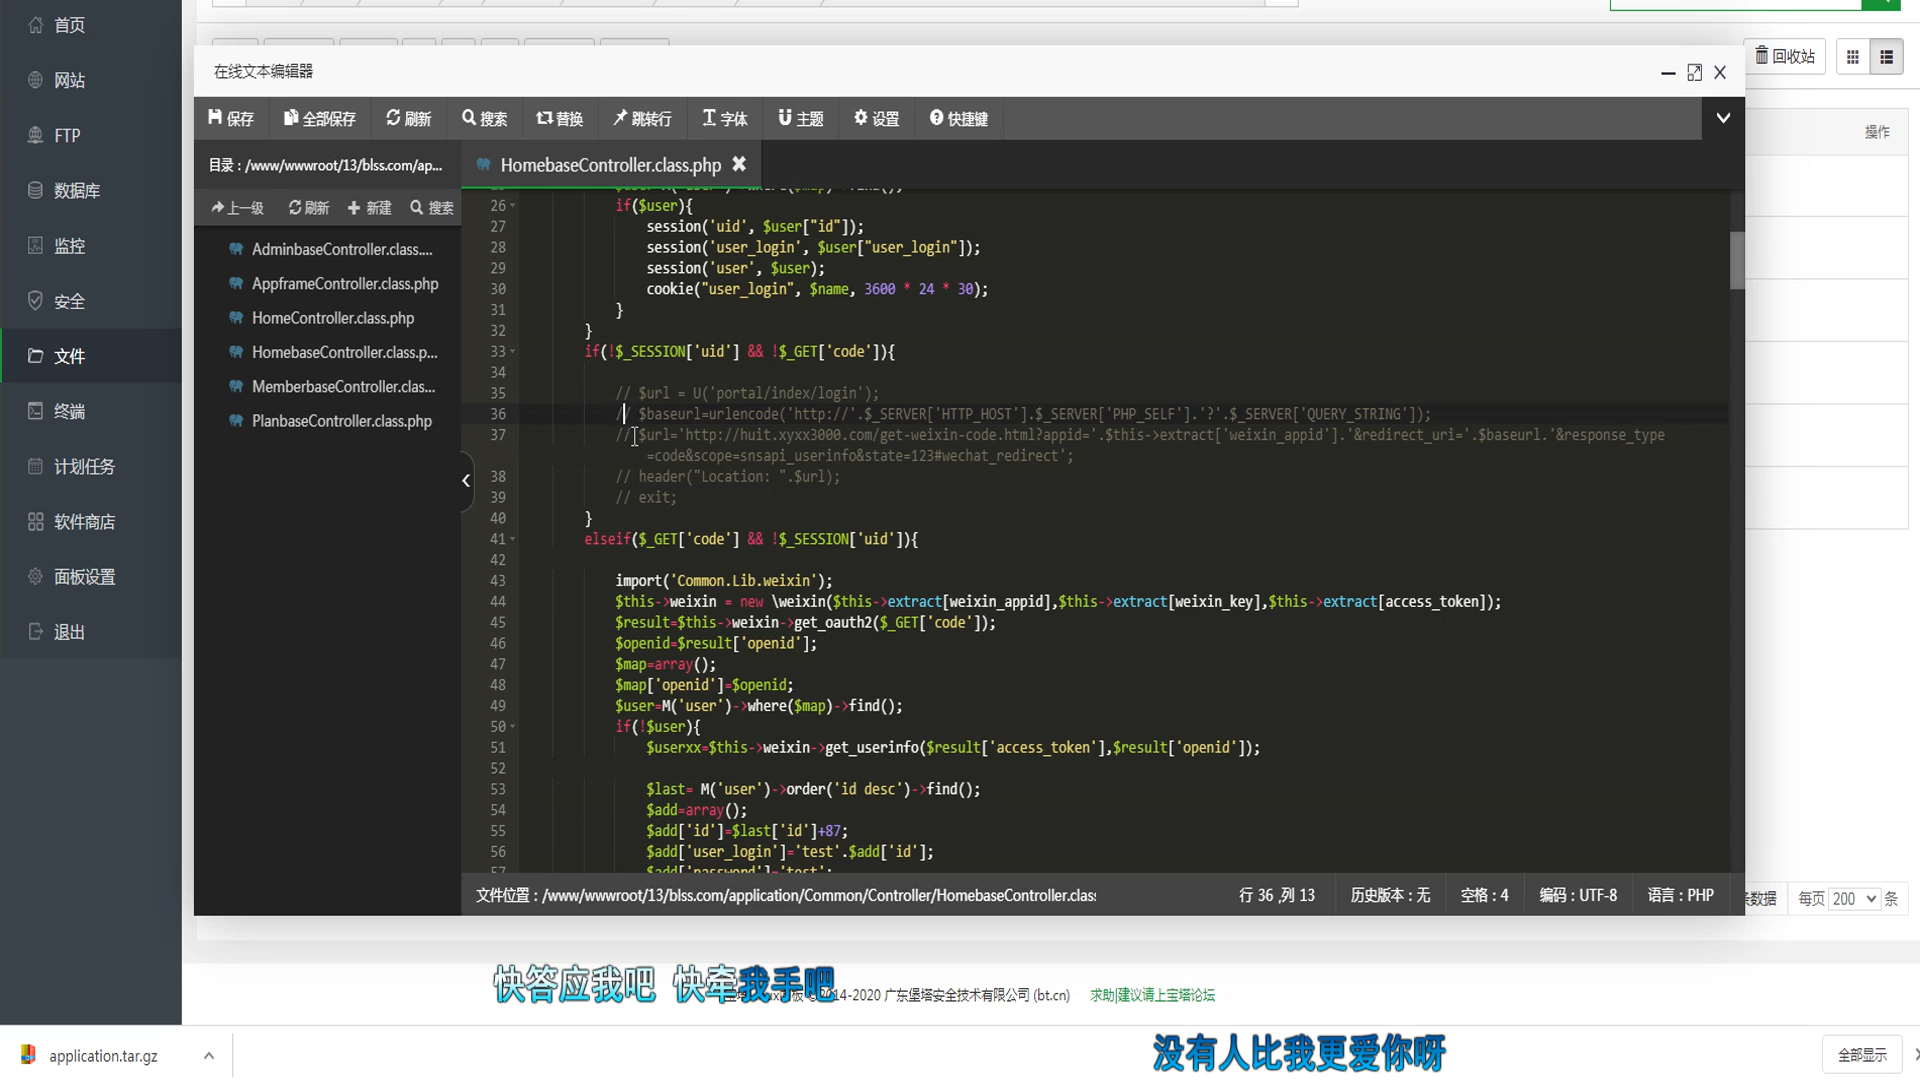 首页
网站
FTP
数据库
监控
安全
文件
终端
计划任务
软件商店
面板设置
退出
回收站
操作
在线文本编辑器
保存 全部保存 刷新 搜索 替换 跳转行 字体 主题 设置 快捷键
目录 : /www/wwwroot/13/blss.com/ap...
HomebaseController.class.php
上一级 刷新 新建 搜索
AdminbaseController.class....
AppframeController.class.php
HomeController.class.php
HomebaseController.class.p...
MemberbaseController.clas...
PlanbaseController.class.php
26 if($user){
27 session('uid', $user["id"]);
28 session('user_login', $user["user_login"]);
29 session('user', $user);
30 cookie("user_login", $name, 3600 * 24 * 30);
31 }
32 }
33 if(!$_SESSION['uid'] && !$_GET['code']){
34
35 // $url = U('portal/index/login');
36 // $baseurl=urlencode('http://'.$_SERVER['HTTP_HOST'].$_SERVER['PHP_SELF'].'?'.$_SERVER['QUERY_STRING']);
37 // $url='http://huit.xyxx3000.com/get-weixin-code.html?appid='.$this->extract['weixin_appid'].'&redirect_uri='.$baseurl.'&response_type
=code&scope=snsapi_userinfo&state=123#wechat_redirect';
38 // header("Location: ".$url);
39 // exit;
40 }
41 elseif($_GET['code'] && !$_SESSION['uid']){
42
43 import('Common.Lib.weixin');
44 $this->weixin = new \weixin($this->extract[weixin_appid],$this->extract[weixin_key],$this->extract[access_token]);
45 $result=$this->weixin->get_oauth2($_GET['code']);
46 $openid=$result['openid'];
47 $map=array();
48 $map['openid']=$openid;
49 $user=M('user')->where($map)->find();
50 if(!$user){
51 $userxx=$this->weixin->get_userinfo($result['access_token'],$result['openid']);
52
53 $last= M('user')->order('id desc')->find();
54 $add=array();
55 $add['id']=$last['id']+87;
56 $add['user_login']='test'.$add['id'];
文件位置 : /www/wwwroot/13/blss.com/application/Common/Controller/HomebaseController.class
行 36 ,列 13 历史版本 : 无 空格 : 4 编码 : UTF-8 语言 : PHP
条数据 每页 200 条
快答应我吧 快牵我手吧
2014-2020 广东堡塔安全技术有限公司 (bt.cn) 求助|建议请上宝塔论坛
没有人比我更爱你呀
application.tar.gz
全部显示